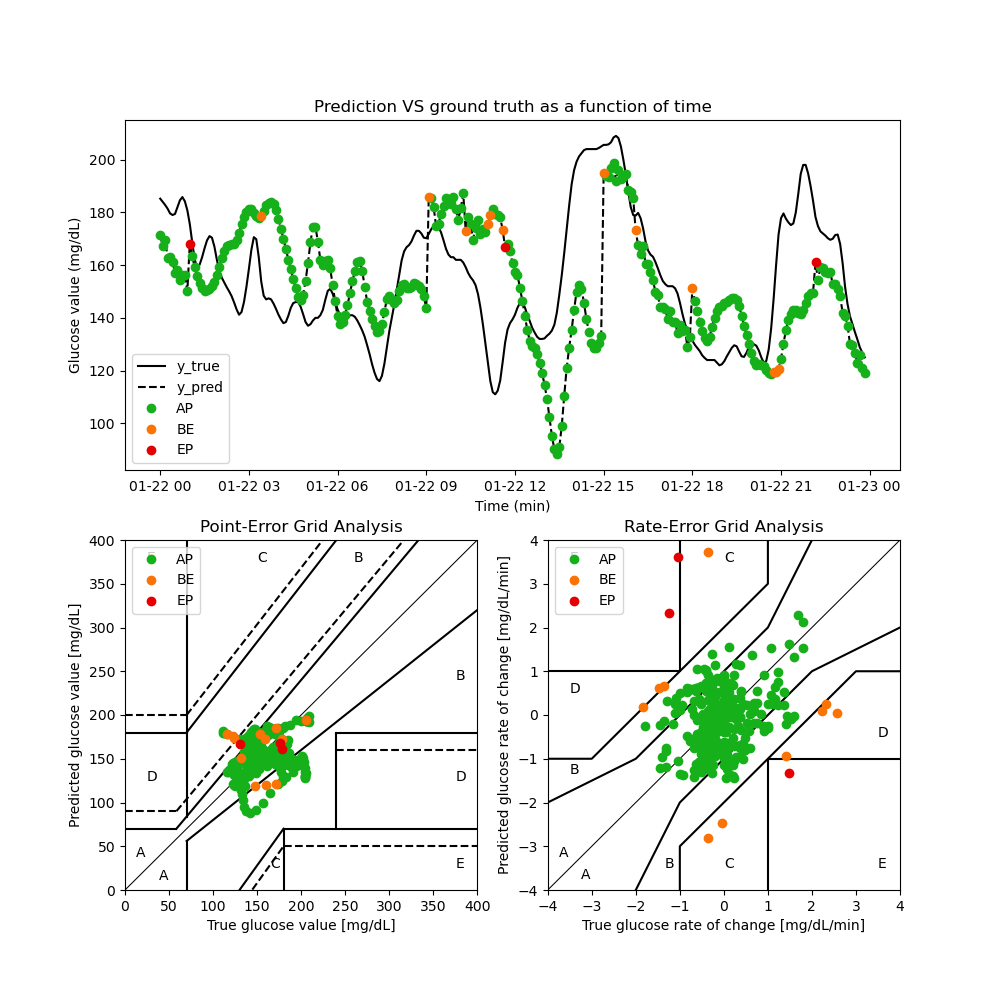 Prediction VS ground truth as a function of time
Glucose value (mg/dL)
200
180
160
140
120
100
y_true
y_pred
AP
BE
EP
01-22 00 01-22 03 01-22 06 01-22 09 01-22 12 01-22 15 01-22 18 01-22 21 01-23 00
Time (min)
Point-Error Grid Analysis
Predicted glucose value [mg/dL]
400
350
300
250
200
150
100
50
0
AP
BE
EP
C B
B
D D
A
A C E
0 50 100 150 200 250 300 350 400
True glucose value [mg/dL]
Rate-Error Grid Analysis
Predicted glucose rate of change [mg/dL/min]
4
3
2
1
0
−1
−2
−3
−4
AP
BE
EP
C
D
D
B
A
A B C E
−4 −3 −2 −1 0 1 2 3 4
True glucose rate of change [mg/dL/min]